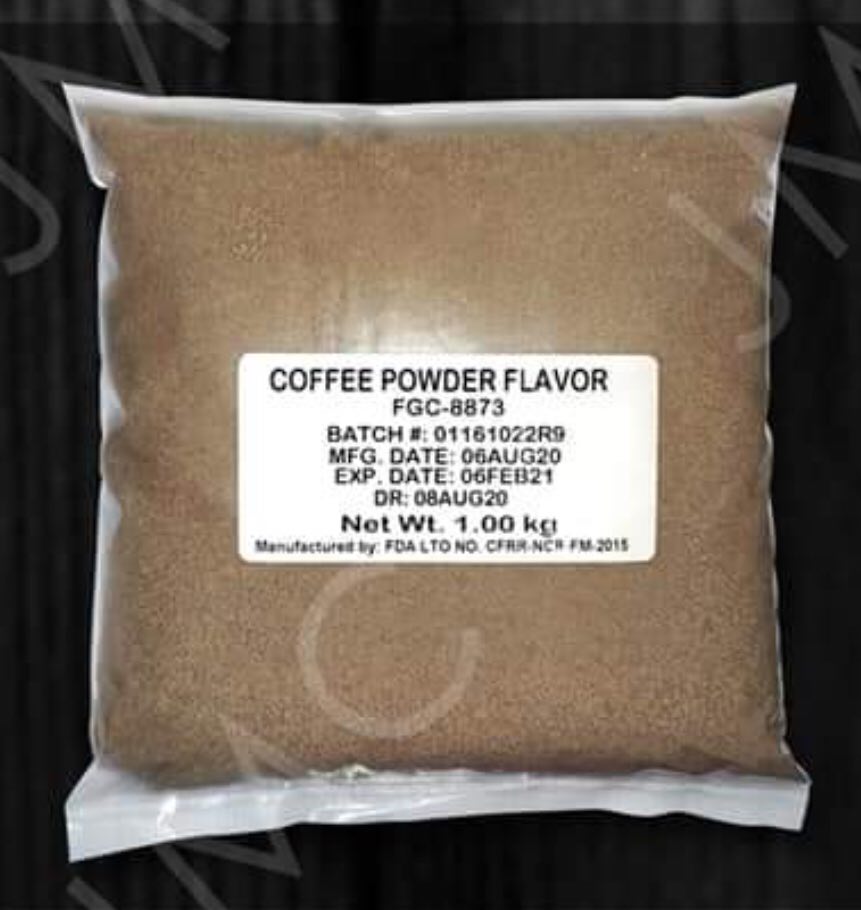 COFFEE POWDER FLAVOR
FGC-8873
BATCH #: 01161022R9
MFG. DATE: 06AUG20
EXP. DATE: 06FEB21
DR: 08AUG20
Net Wt. 1.00 kg
Manufactured by: FDA LTO NO. CFRR-NCR-FM-2015
JMC